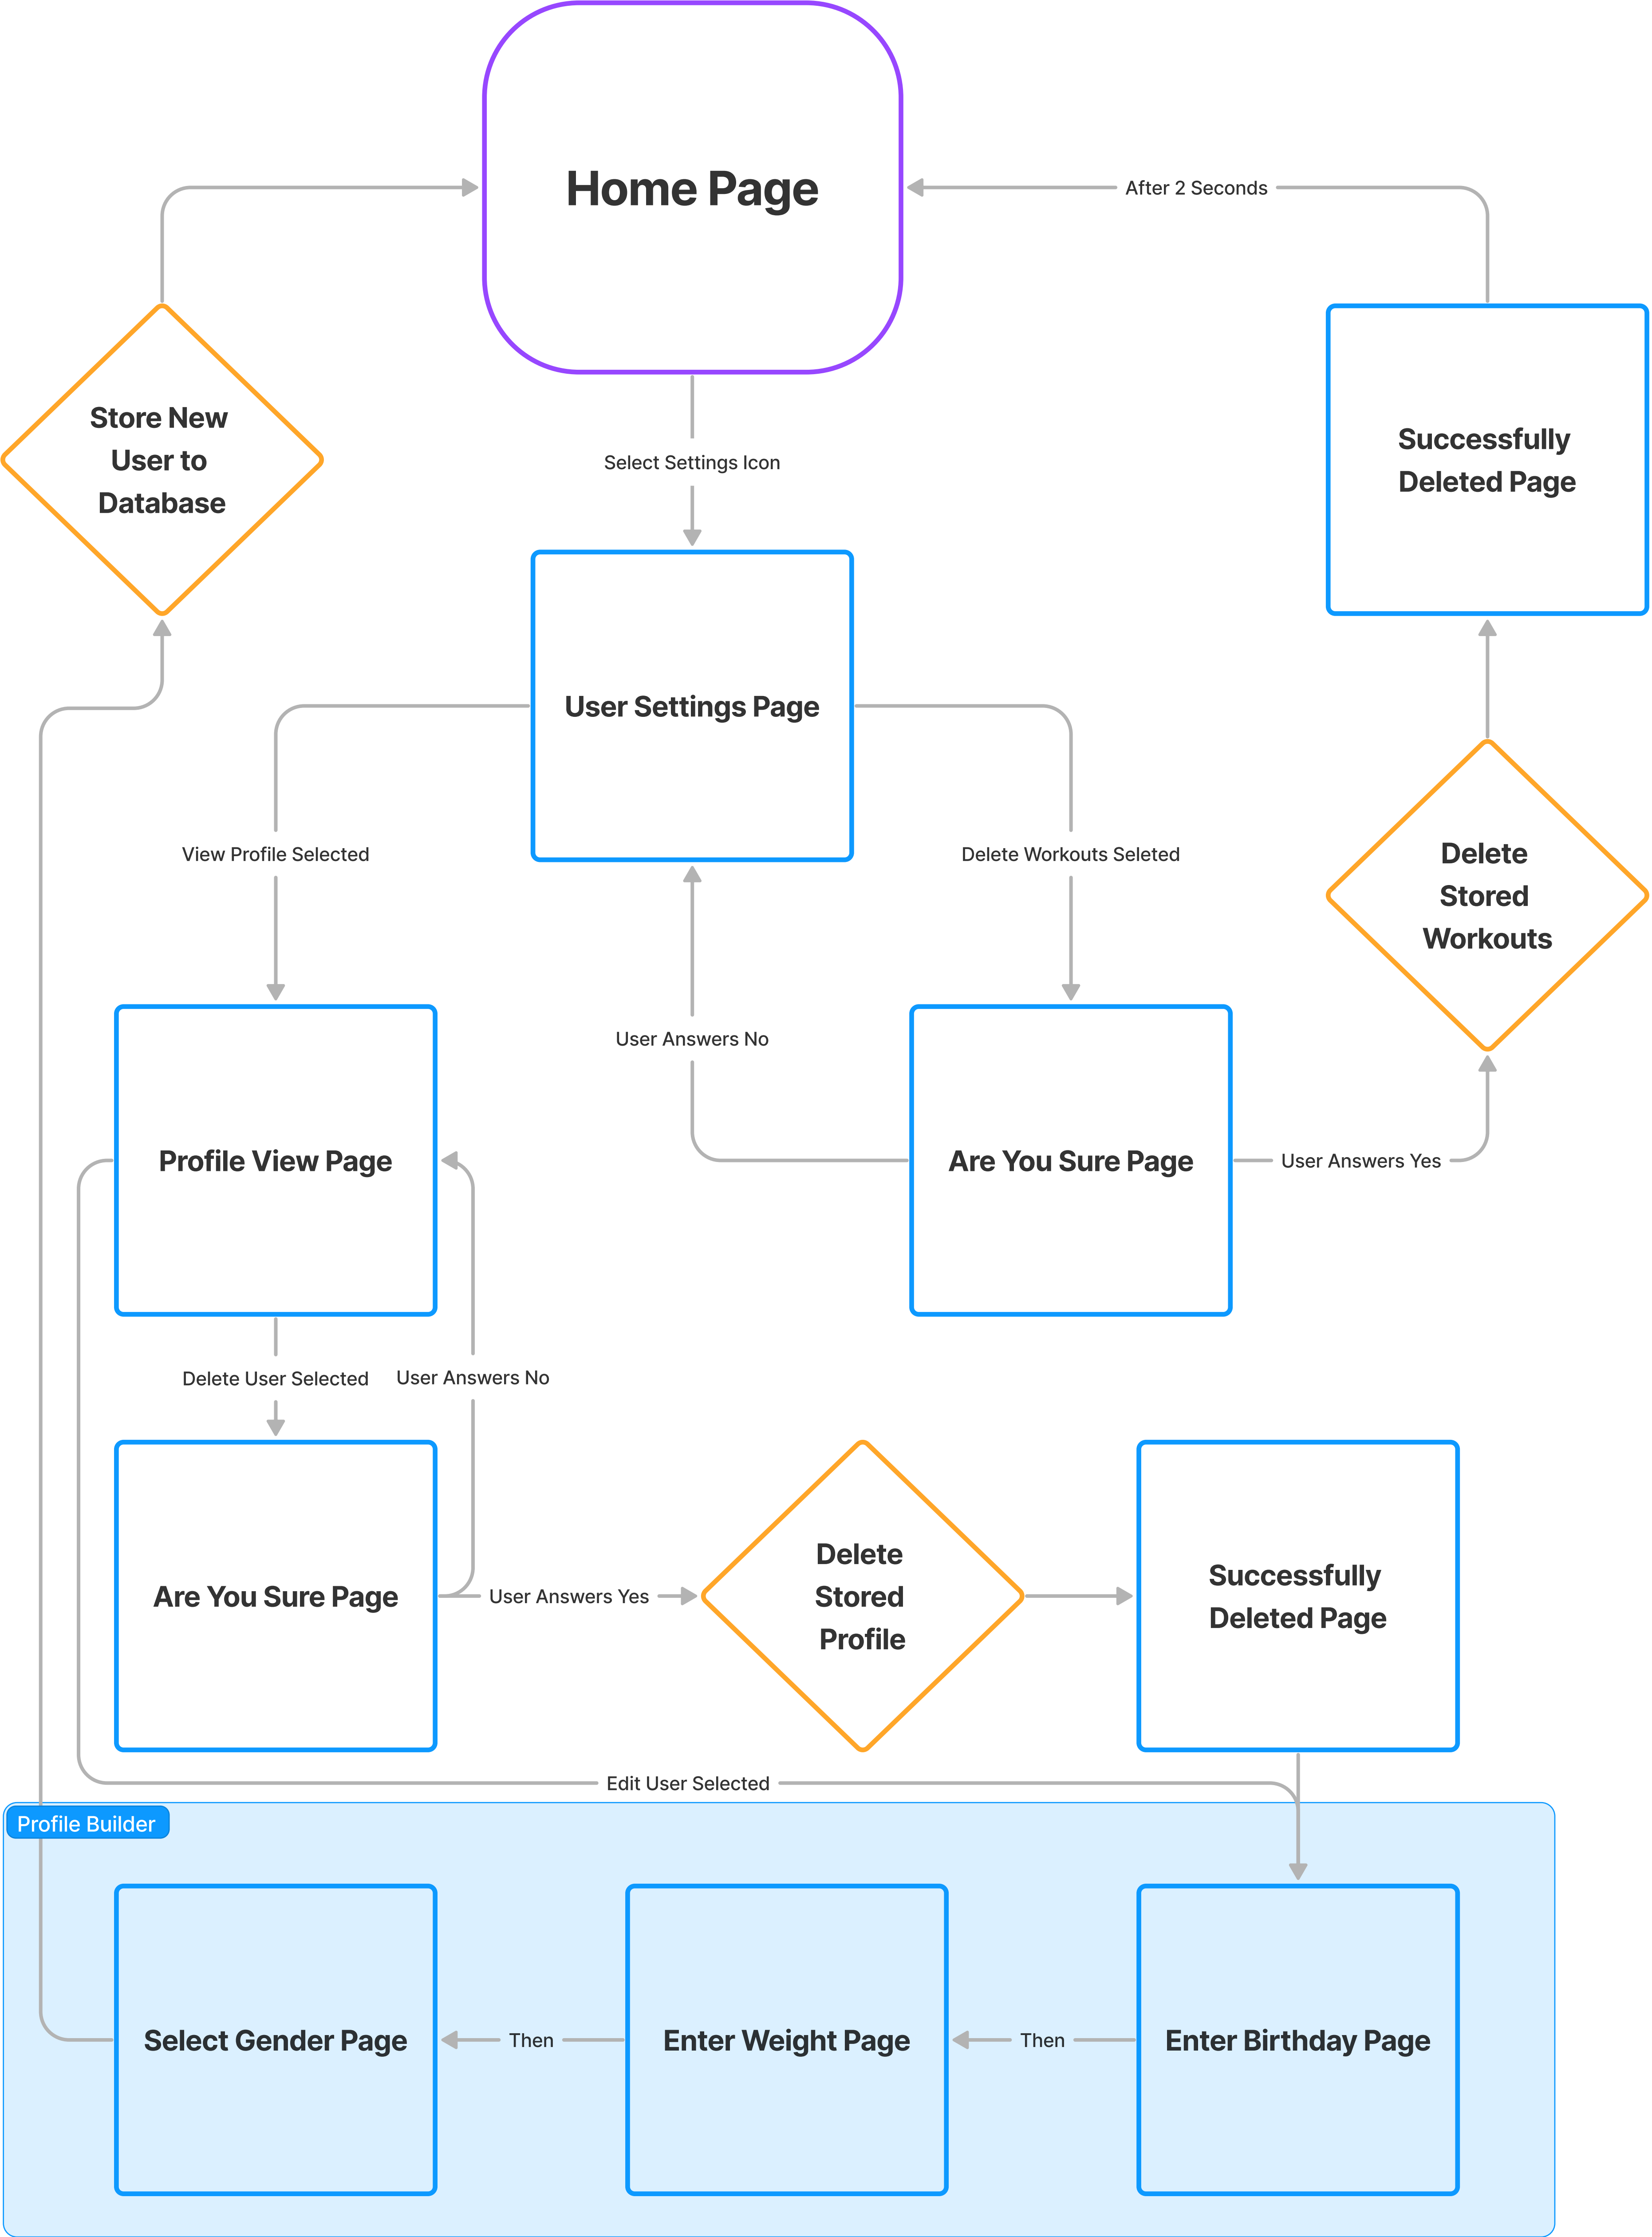 Home Page
After 2 Seconds
Store New
User to
Database
Select Settings Icon
Successfully
Deleted Page
User Settings Page
View Profile Selected
Delete Workouts Seleted
Delete
Stored
Workouts
User Answers No
Profile View Page
Are You Sure Page
User Answers Yes
Delete User Selected
User Answers No
Are You Sure Page
User Answers Yes
Delete
Stored
Profile
Successfully
Deleted Page
Edit User Selected
Profile Builder
Select Gender Page
Then
Enter Weight Page
Then
Enter Birthday Page